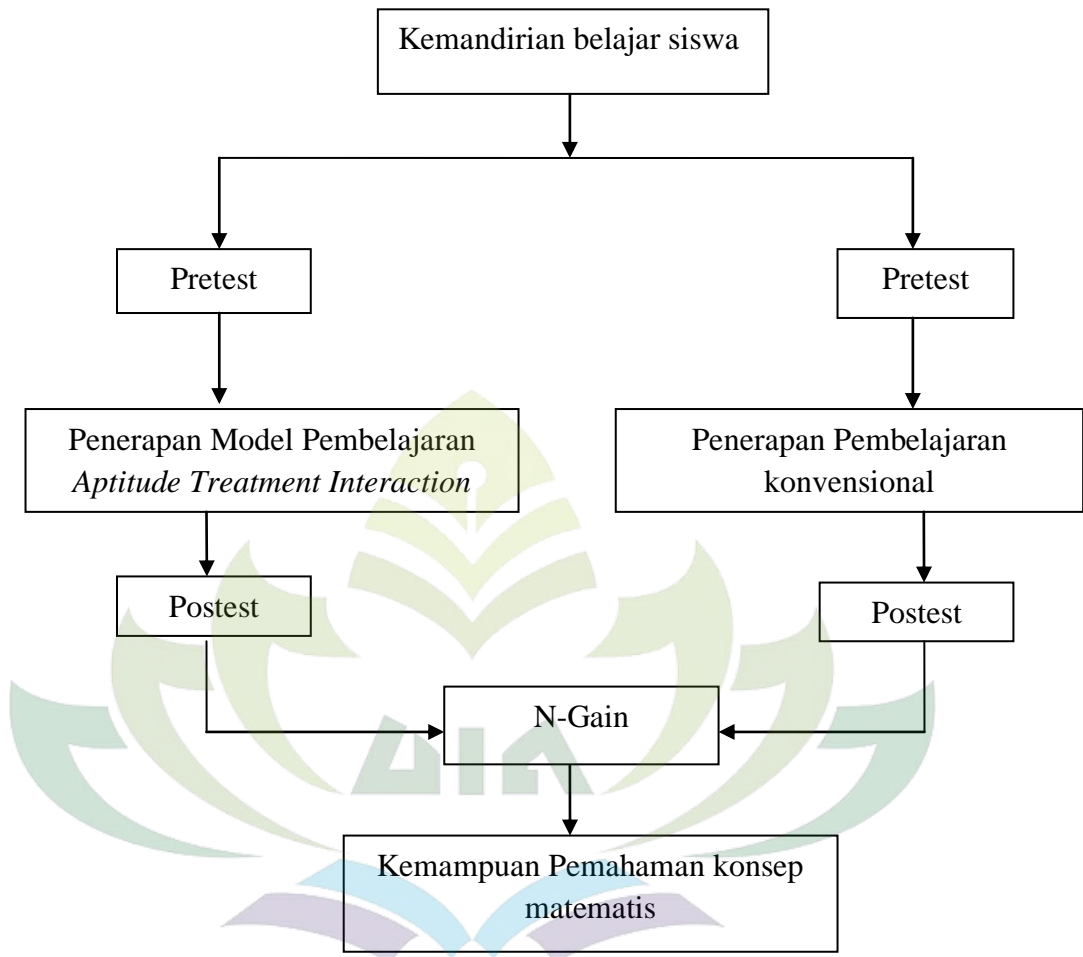 Kemandirian belajar siswa
Pretest
Pretest
Penerapan Model Pembelajaran
Aptitude Treatment Interaction
Penerapan Pembelajaran
konvensional
Postest
Postest
N-Gain
UIN
Kemampuan Pemahaman konsep
matematis